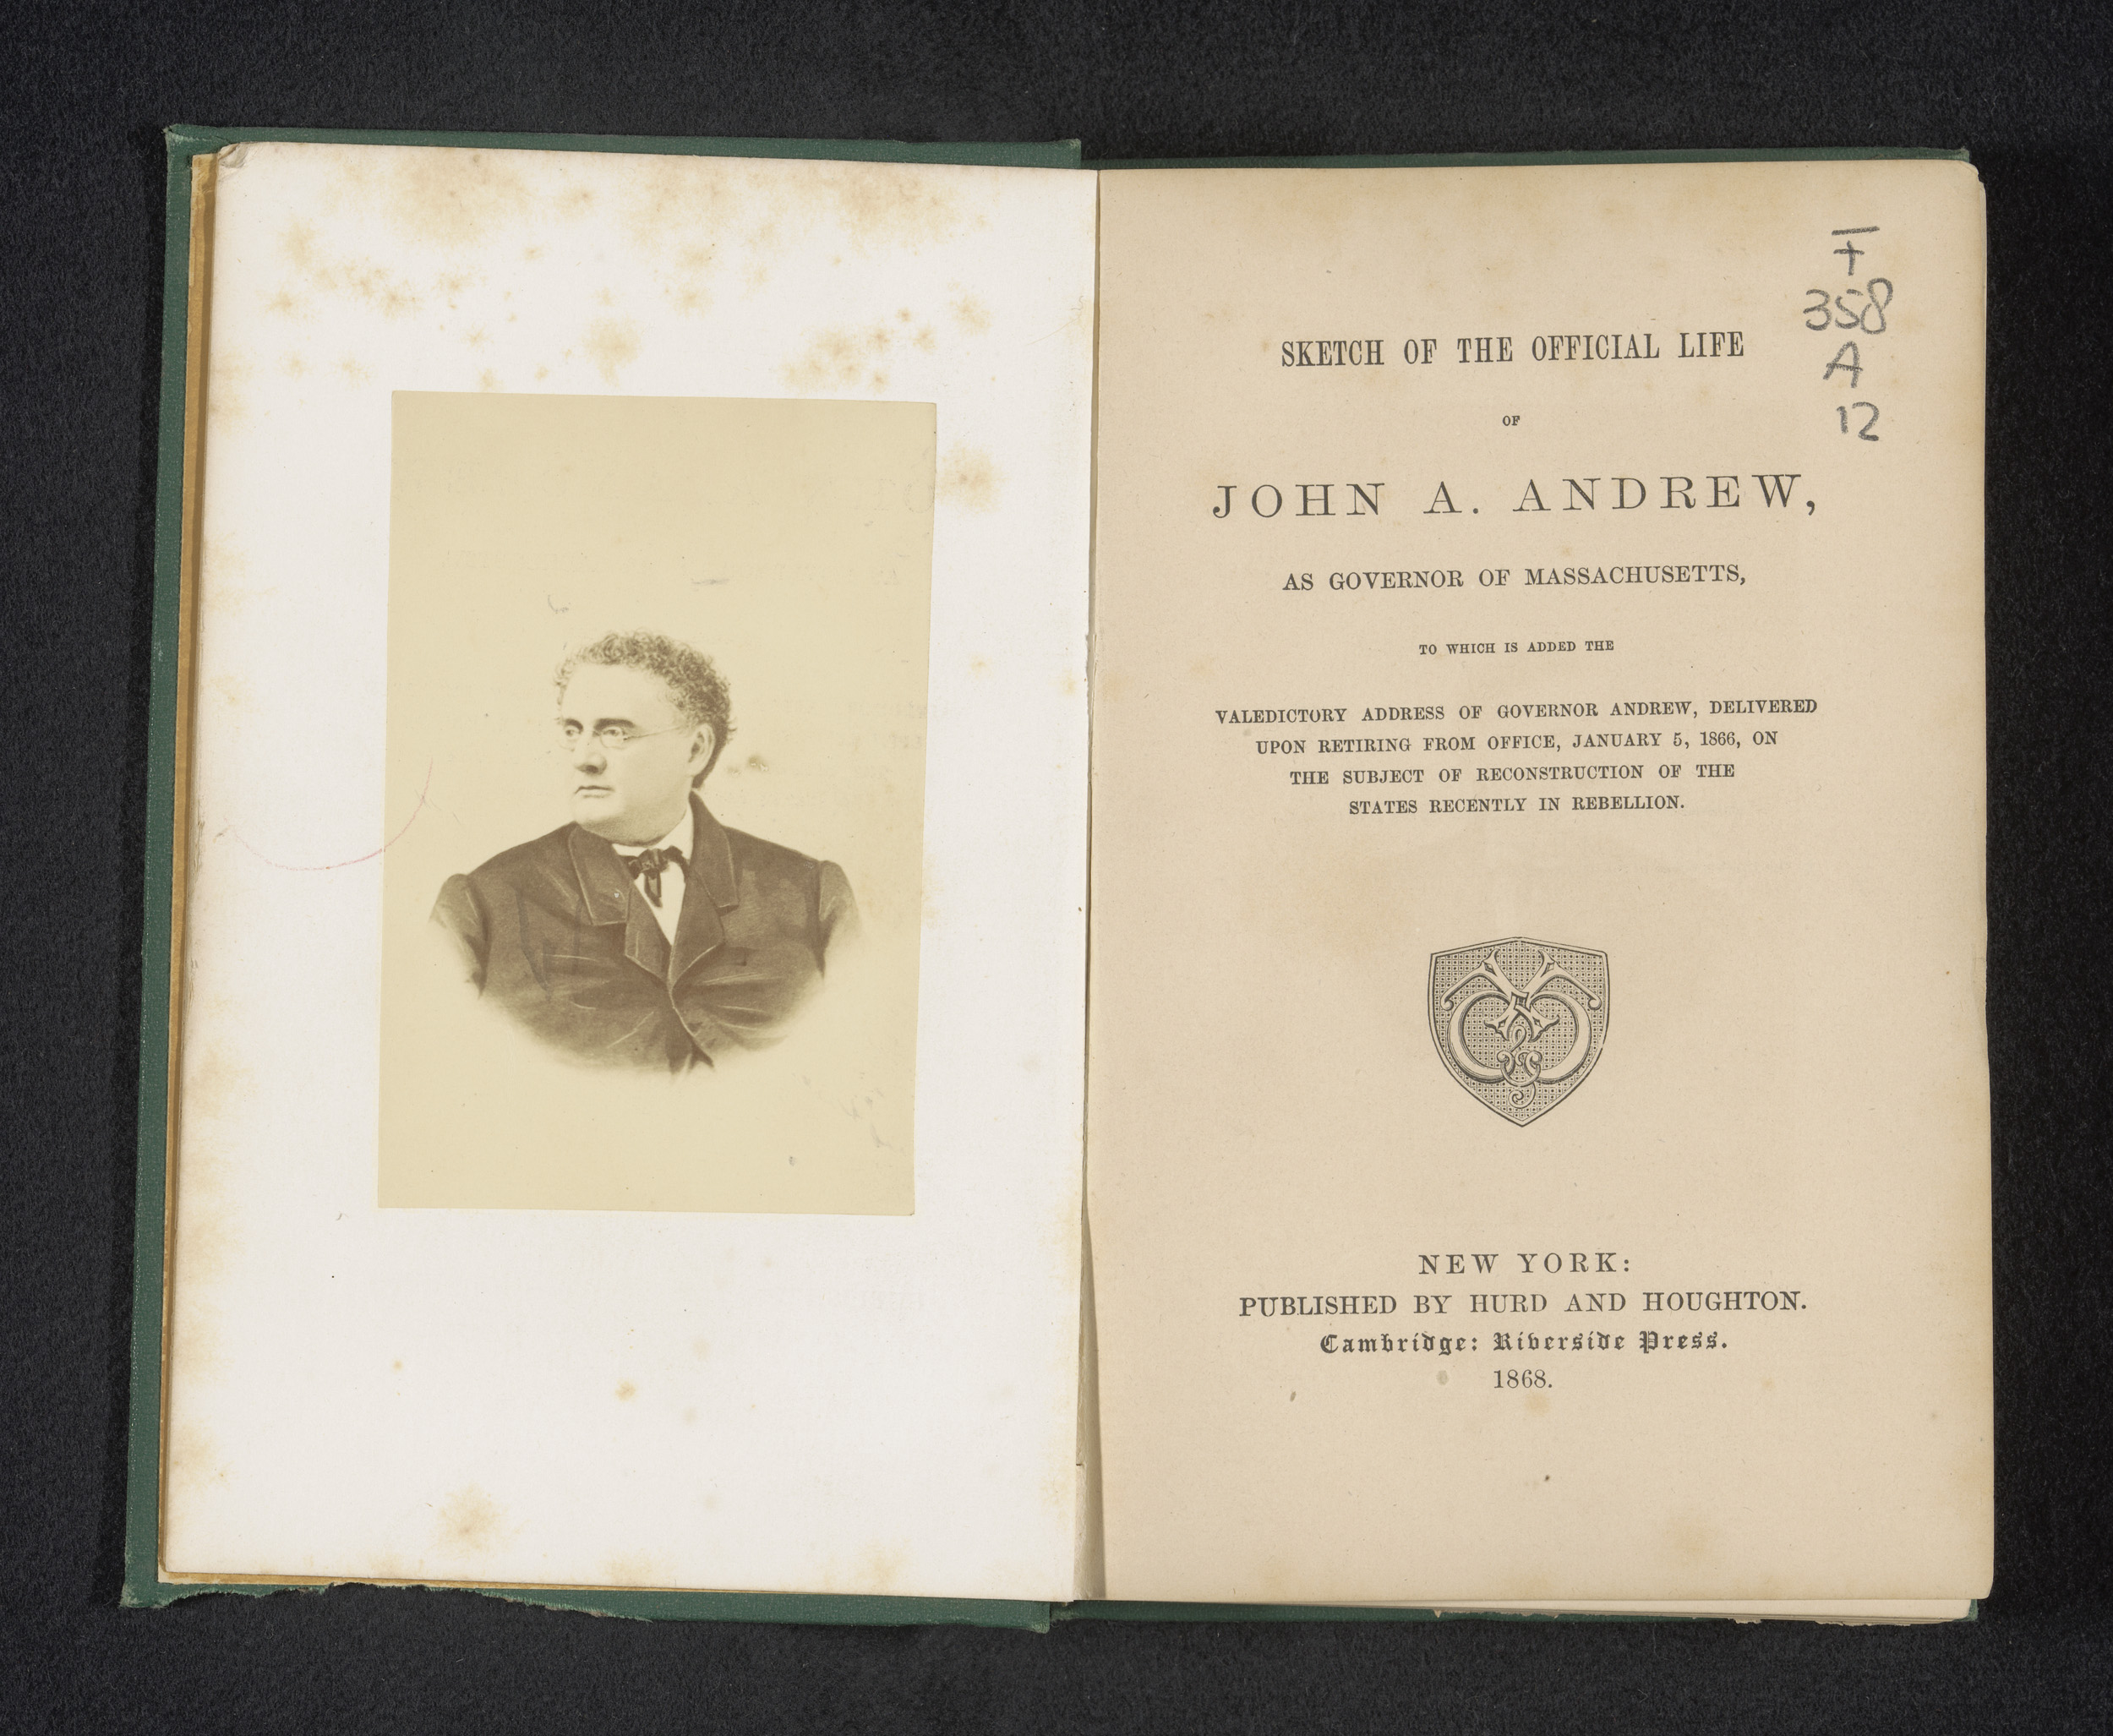 F
358
A
12
SKETCH OF THE OFFICIAL LIFE
OF
JOHN A. ANDREW,
AS GOVERNOR OF MASSACHUSETTS,
TO WHICH IS ADDED THE
VALEDICTORY ADDRESS OF GOVERNOR ANDREW, DELIVERED
UPON RETIRING FROM OFFICE, JANUARY 5, 1866, ON
THE SUBJECT OF RECONSTRUCTION OF THE
STATES RECENTLY IN REBELLION.
NEW YORK:
PUBLISHED BY HURD AND HOUGHTON.
Cambridge: Riverside Press.
1868.